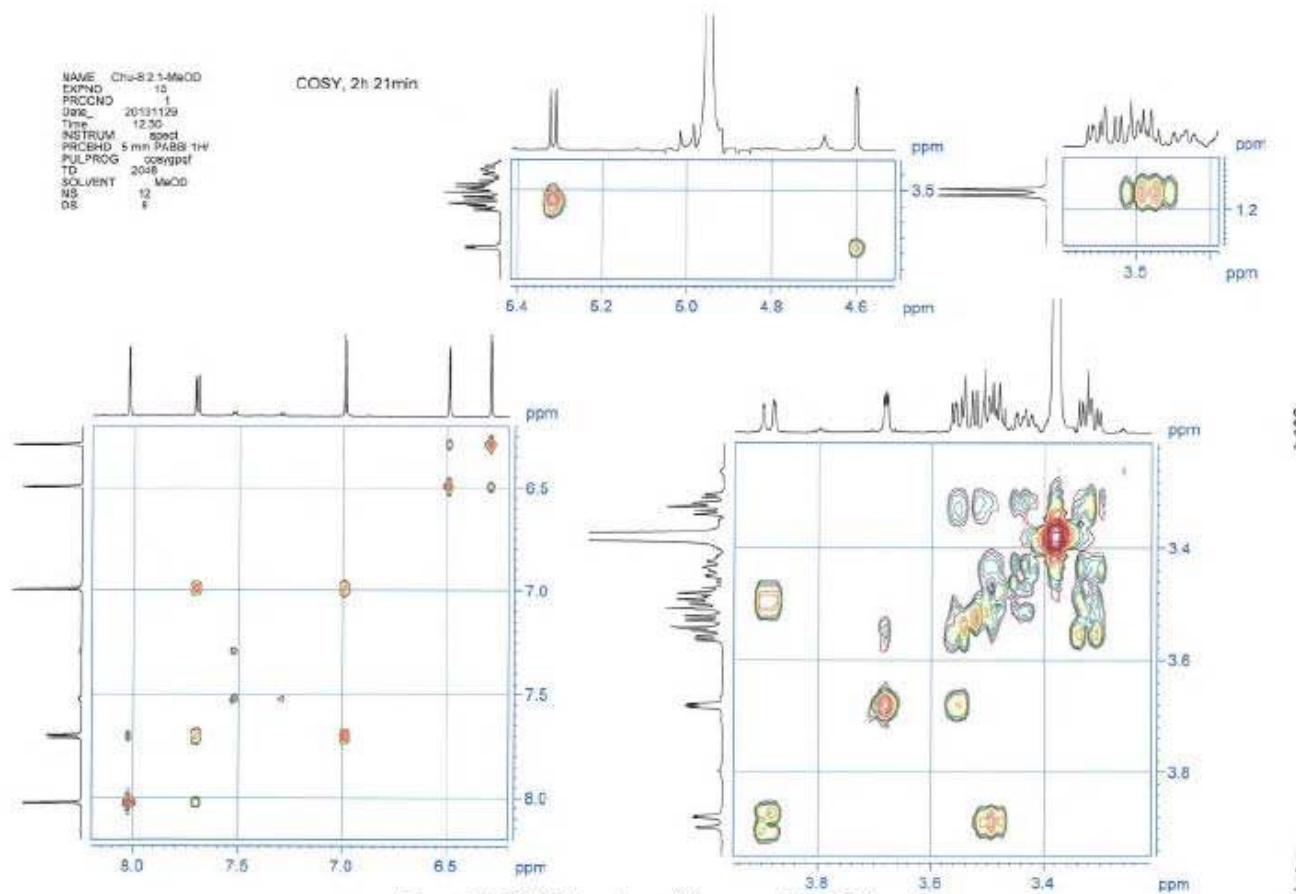 NAME Chu-8 2 1-MeOD
EXPNO 13
PROCNO 1
Date_ 20131129
Time 12.30
INSTRUM spect
PROBHD 5 mm PABBI 1H/
PULPROG cosygpqf
TD 2048
SOLVENT MeOD
NS 12
DS 8
COSY, 2h 21min
ppm
3.5
5.4 5.2 5.0 4.8 4.6 ppm
ppm
1.2
3.5 ppm
ppm
6.5
7.0
7.5
8.0
8.0 7.5 7.0 6.5 ppm
ppm
3.4
3.6
3.8
3.8 3.6 3.4 ppm